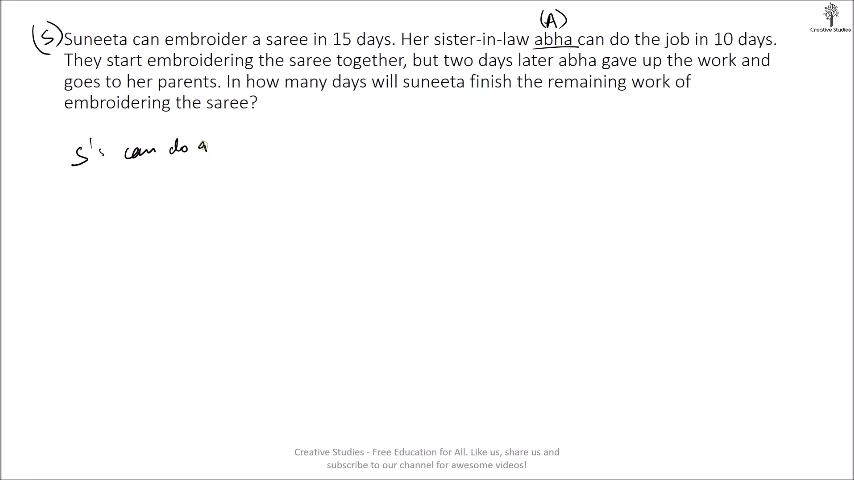 (A)
(S) Suneeta can embroider a saree in 15 days. Her sister-in-law abha can do the job in 10 days.
They start embroidering the saree together, but two days later abha gave up the work and
goes to her parents. In how many days will suneeta finish the remaining work of
embroidering the saree?
S's can do a
Creative Studies
Creative Studies - Free Education for All. Like us, share us and
subscribe to our channel for awesome videos!